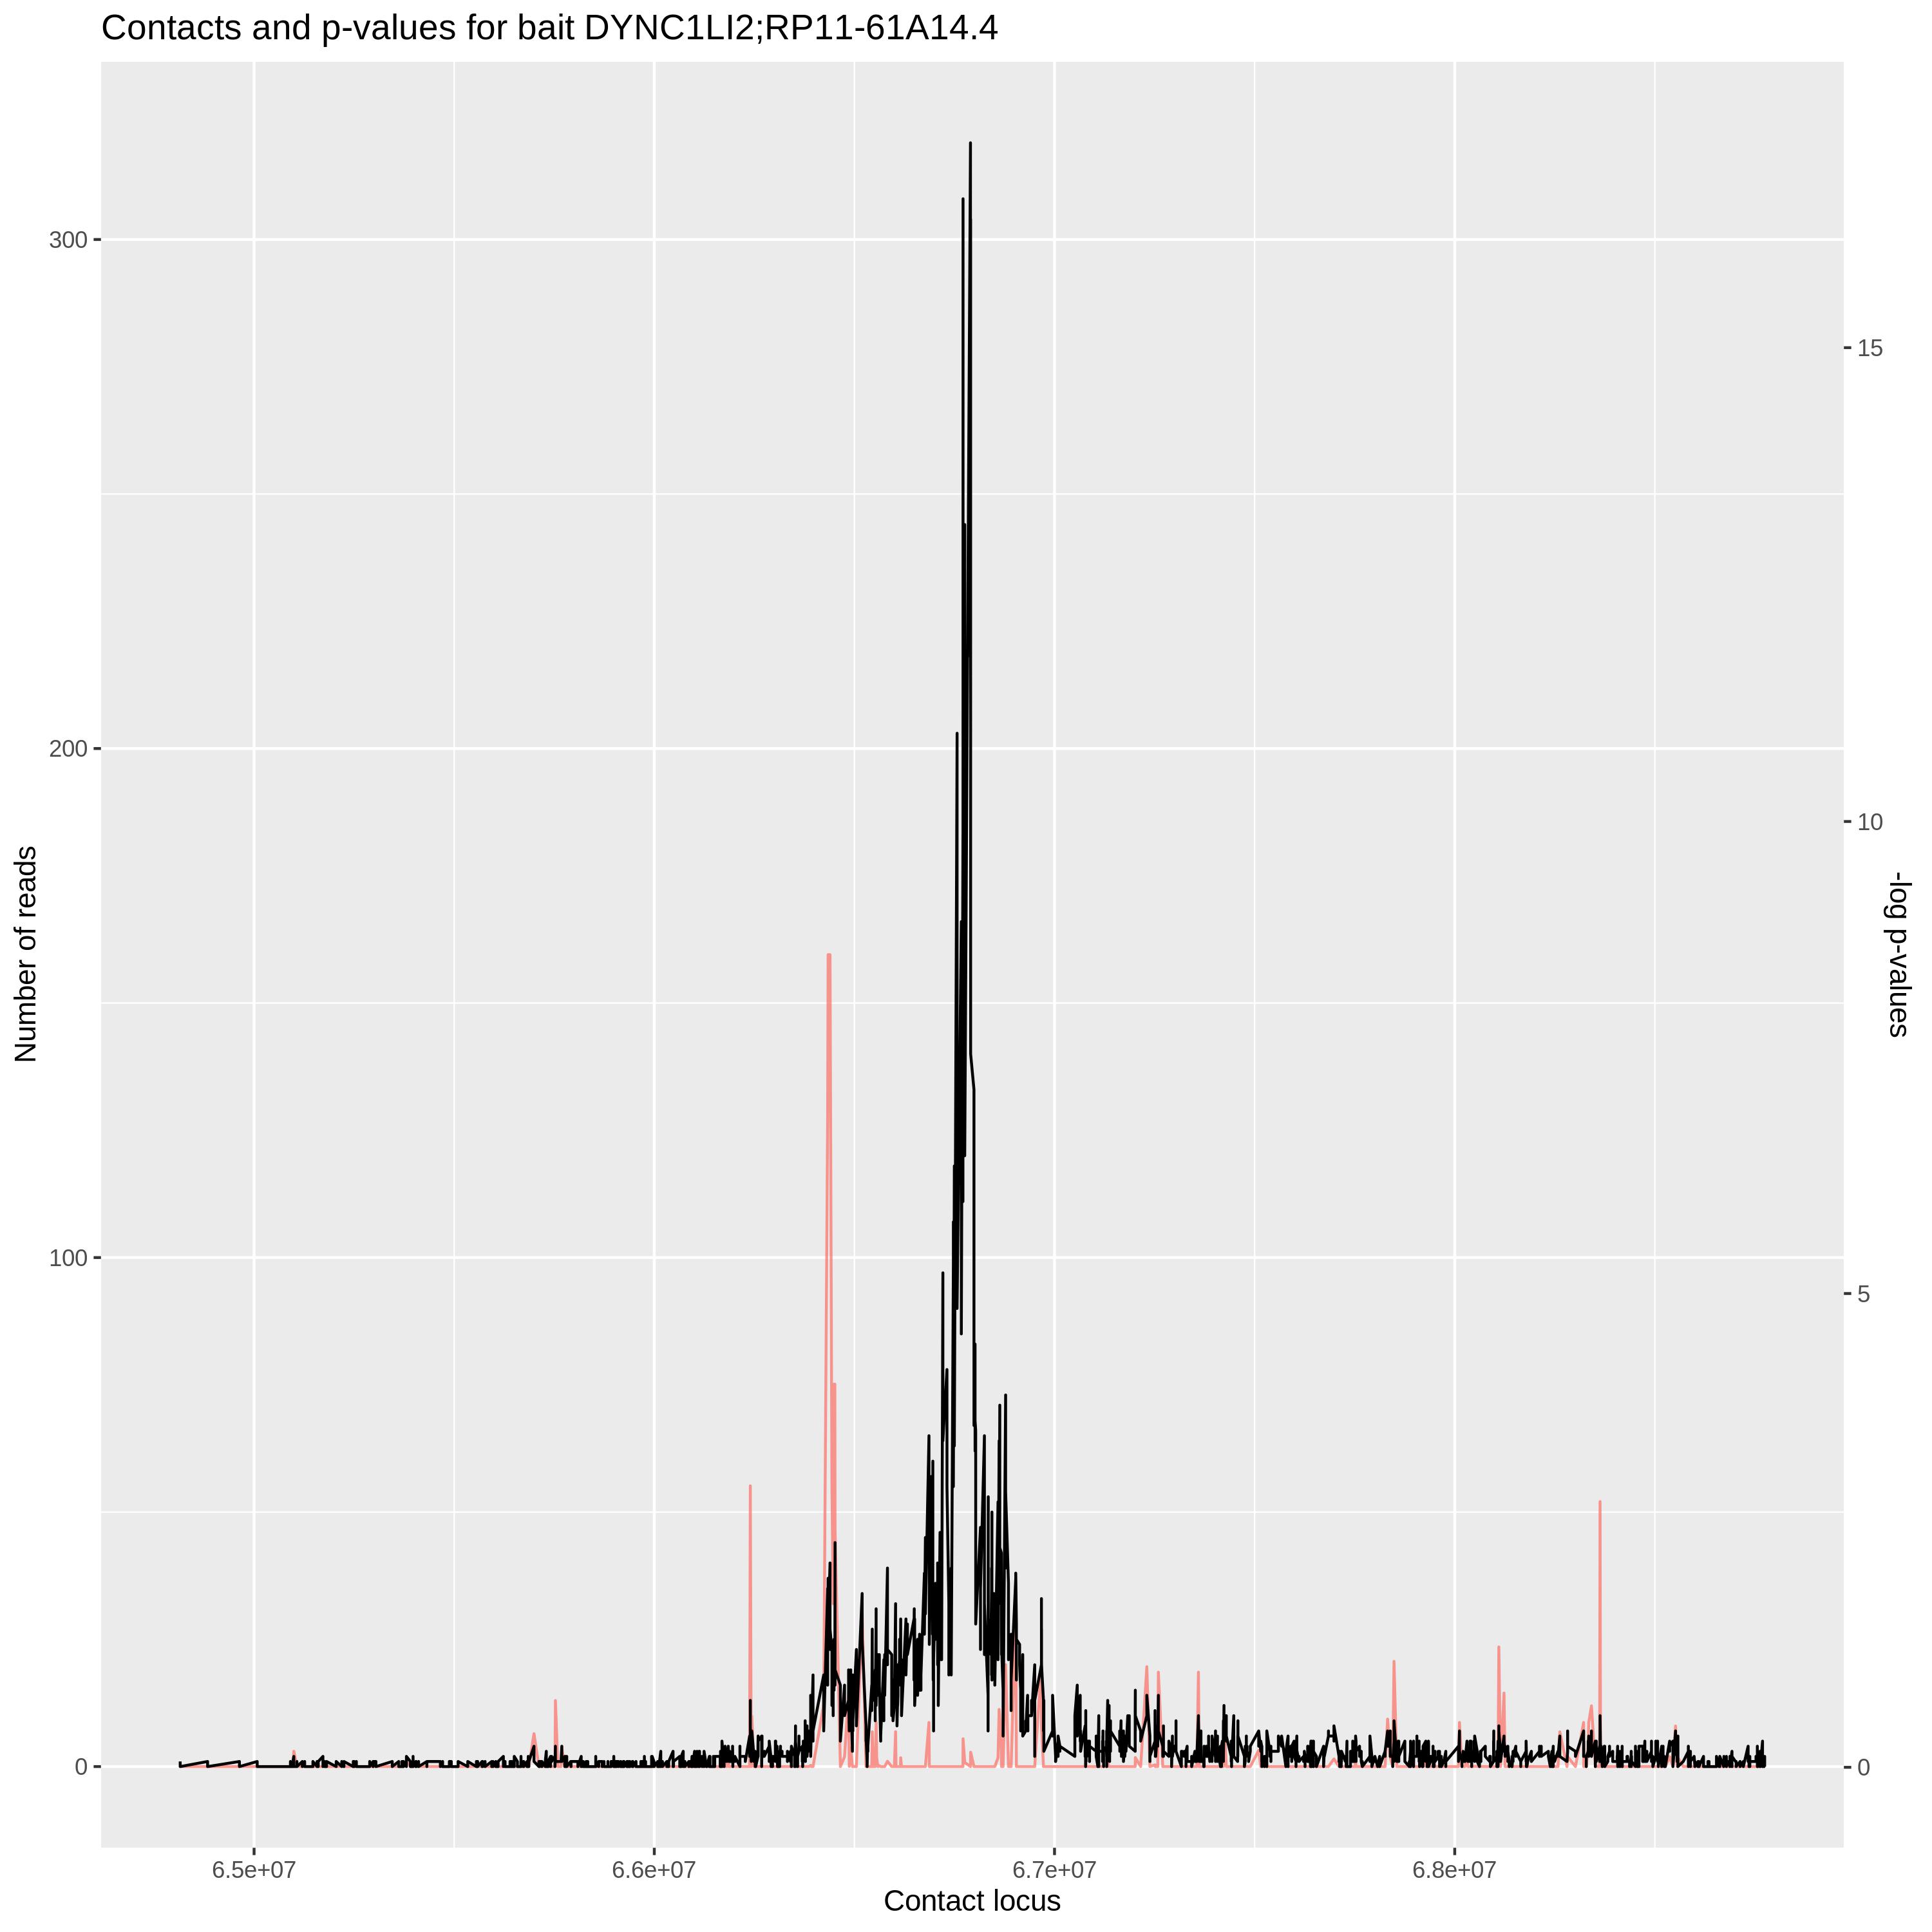 Contacts and p-values for bait DYNC1LI2;RP11-61A14.4
Number of reads
300
200
100
0
15
10
5
0
-log p-values
6.5e+07 6.6e+07 6.7e+07 6.8e+07
Contact locus